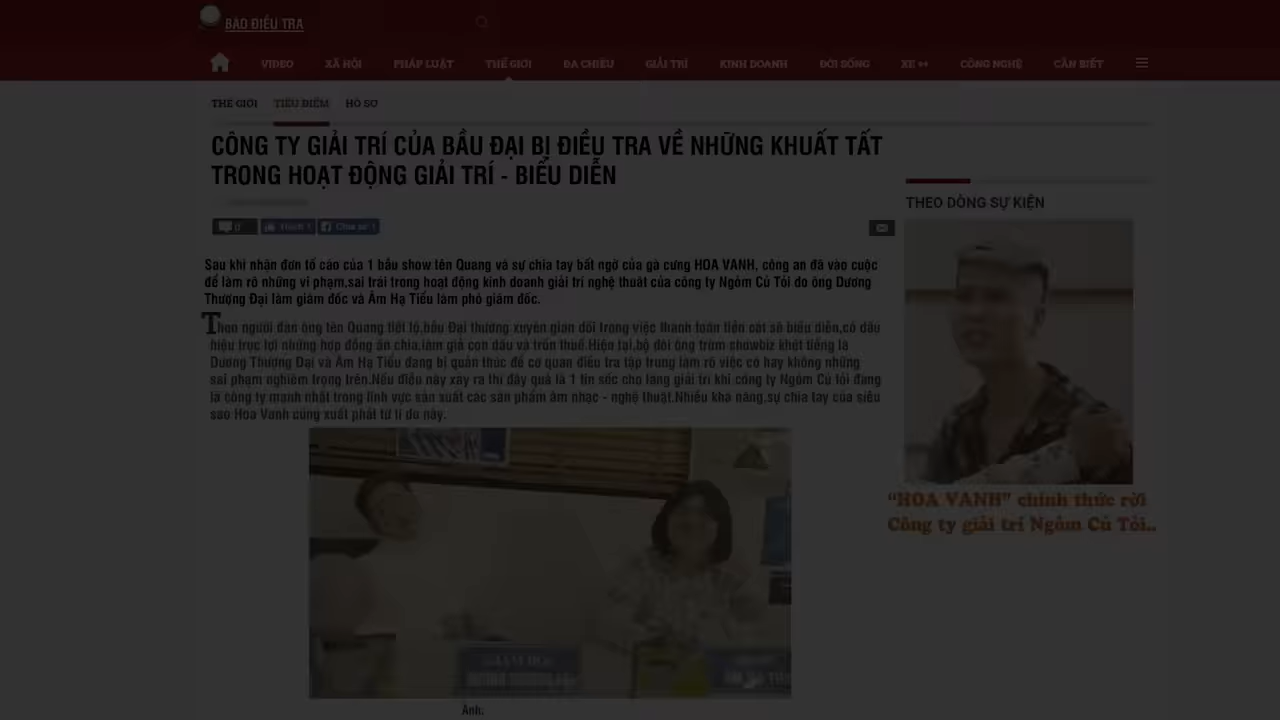 BÁO ĐIỀU TRA
VIDEO XÃ HỘI PHÁP LUẬT THẾ GIỚI ĐA CHIỀU GIẢI TRÍ KINH DOANH ĐỜI SỐNG XE ++ CÔNG NGHỆ CẦN BIẾT
THẾ GIỚI TIÊU ĐIỂM HỒ SƠ
CÔNG TY GIẢI TRÍ CỦA BẦU ĐẠI BỊ ĐIỀU TRA VỀ NHỮNG KHUẤT TẤT
TRONG HOẠT ĐỘNG GIẢI TRÍ - BIỂU DIỄN
0 Thích 1 Chia sẻ 1
THEO DÒNG SỰ KIỆN
Sau khi nhận đơn tố cáo của 1 bầu show tên Quang và sự chia tay bất ngờ của gà cưng HOA VANH, công an đã vào cuộc
để làm rõ những vi phạm,sai trái trong hoạt động kinh doanh giải trí nghệ thuật của công ty Ngôm Củ Tỏi do ông Dương
Thượng Đại làm giám đốc và Âm Hạ Tiểu làm phó giám đốc.
Theo người đàn ông tên Quang tiết lộ,bầu Đại thường xuyên gian dối trong việc thanh toán tiền cát sê biểu diễn,có dấu
hiệu trục lợi những hợp đồng ăn chia,làm giả con dấu và trốn thuế.Hiện tại,bộ đôi ông trùm showbiz khét tiếng là
Dương Thượng Đại và Âm Hạ Tiểu đang bị quản thúc để cơ quan điều tra tập trung làm rõ việc có hay không những
sai phạm nghiêm trọng trên.Nếu điều này xảy ra thì đây quả là 1 tin sốc cho làng giải trí khi công ty Ngôm Củ tỏi đang
là công ty mạnh nhất trong lĩnh vực sản xuất các sản phẩm âm nhạc - nghệ thuật.Nhiều khả năng,sự chia tay của siêu
sao Hoa Vanh cũng xuất phát từ lí do này.
"HOA VANH" chính thức rời
Công ty giải trí Ngôm Củ Tỏi..
GIÁM ĐỐC
Ảnh: